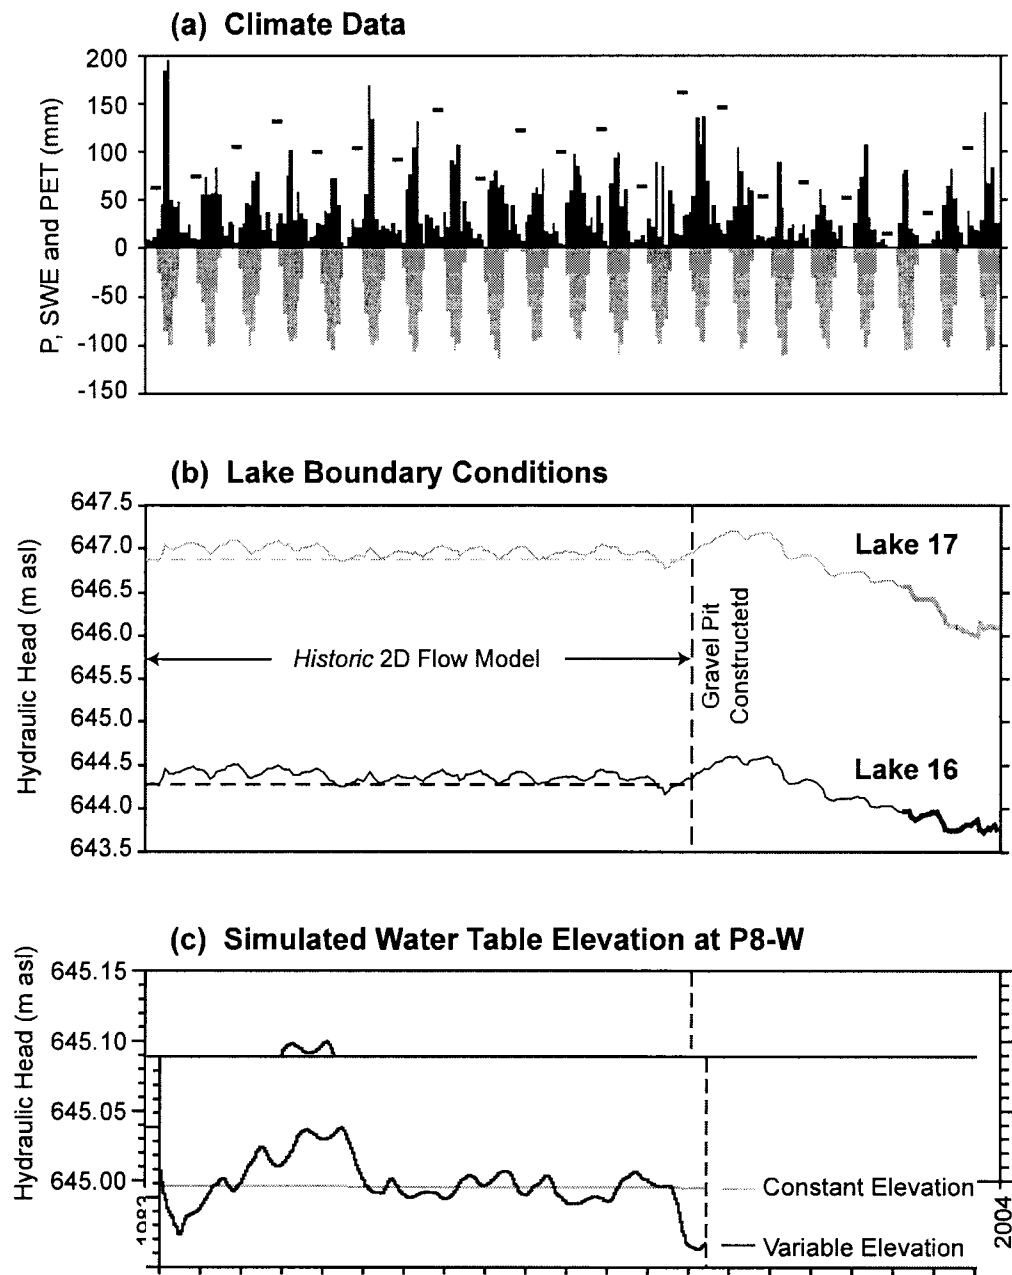 (a) Climate Data
P, SWE and PET (mm)
200
150
100
50
0
-50
-100
-150
(b) Lake Boundary Conditions
Hydraulic Head (m asl)
647.5
647.0
646.5
646.0
645.5
645.0
644.5
644.0
643.5
Lake 17
Historic 2D Flow Model
Gravel Pit
Constructetd
Lake 16
(c) Simulated Water Table Elevation at P8-W
Hydraulic Head (m asl)
645.15
645.10
645.05
645.00
Constant Elevation
Variable Elevation
2004